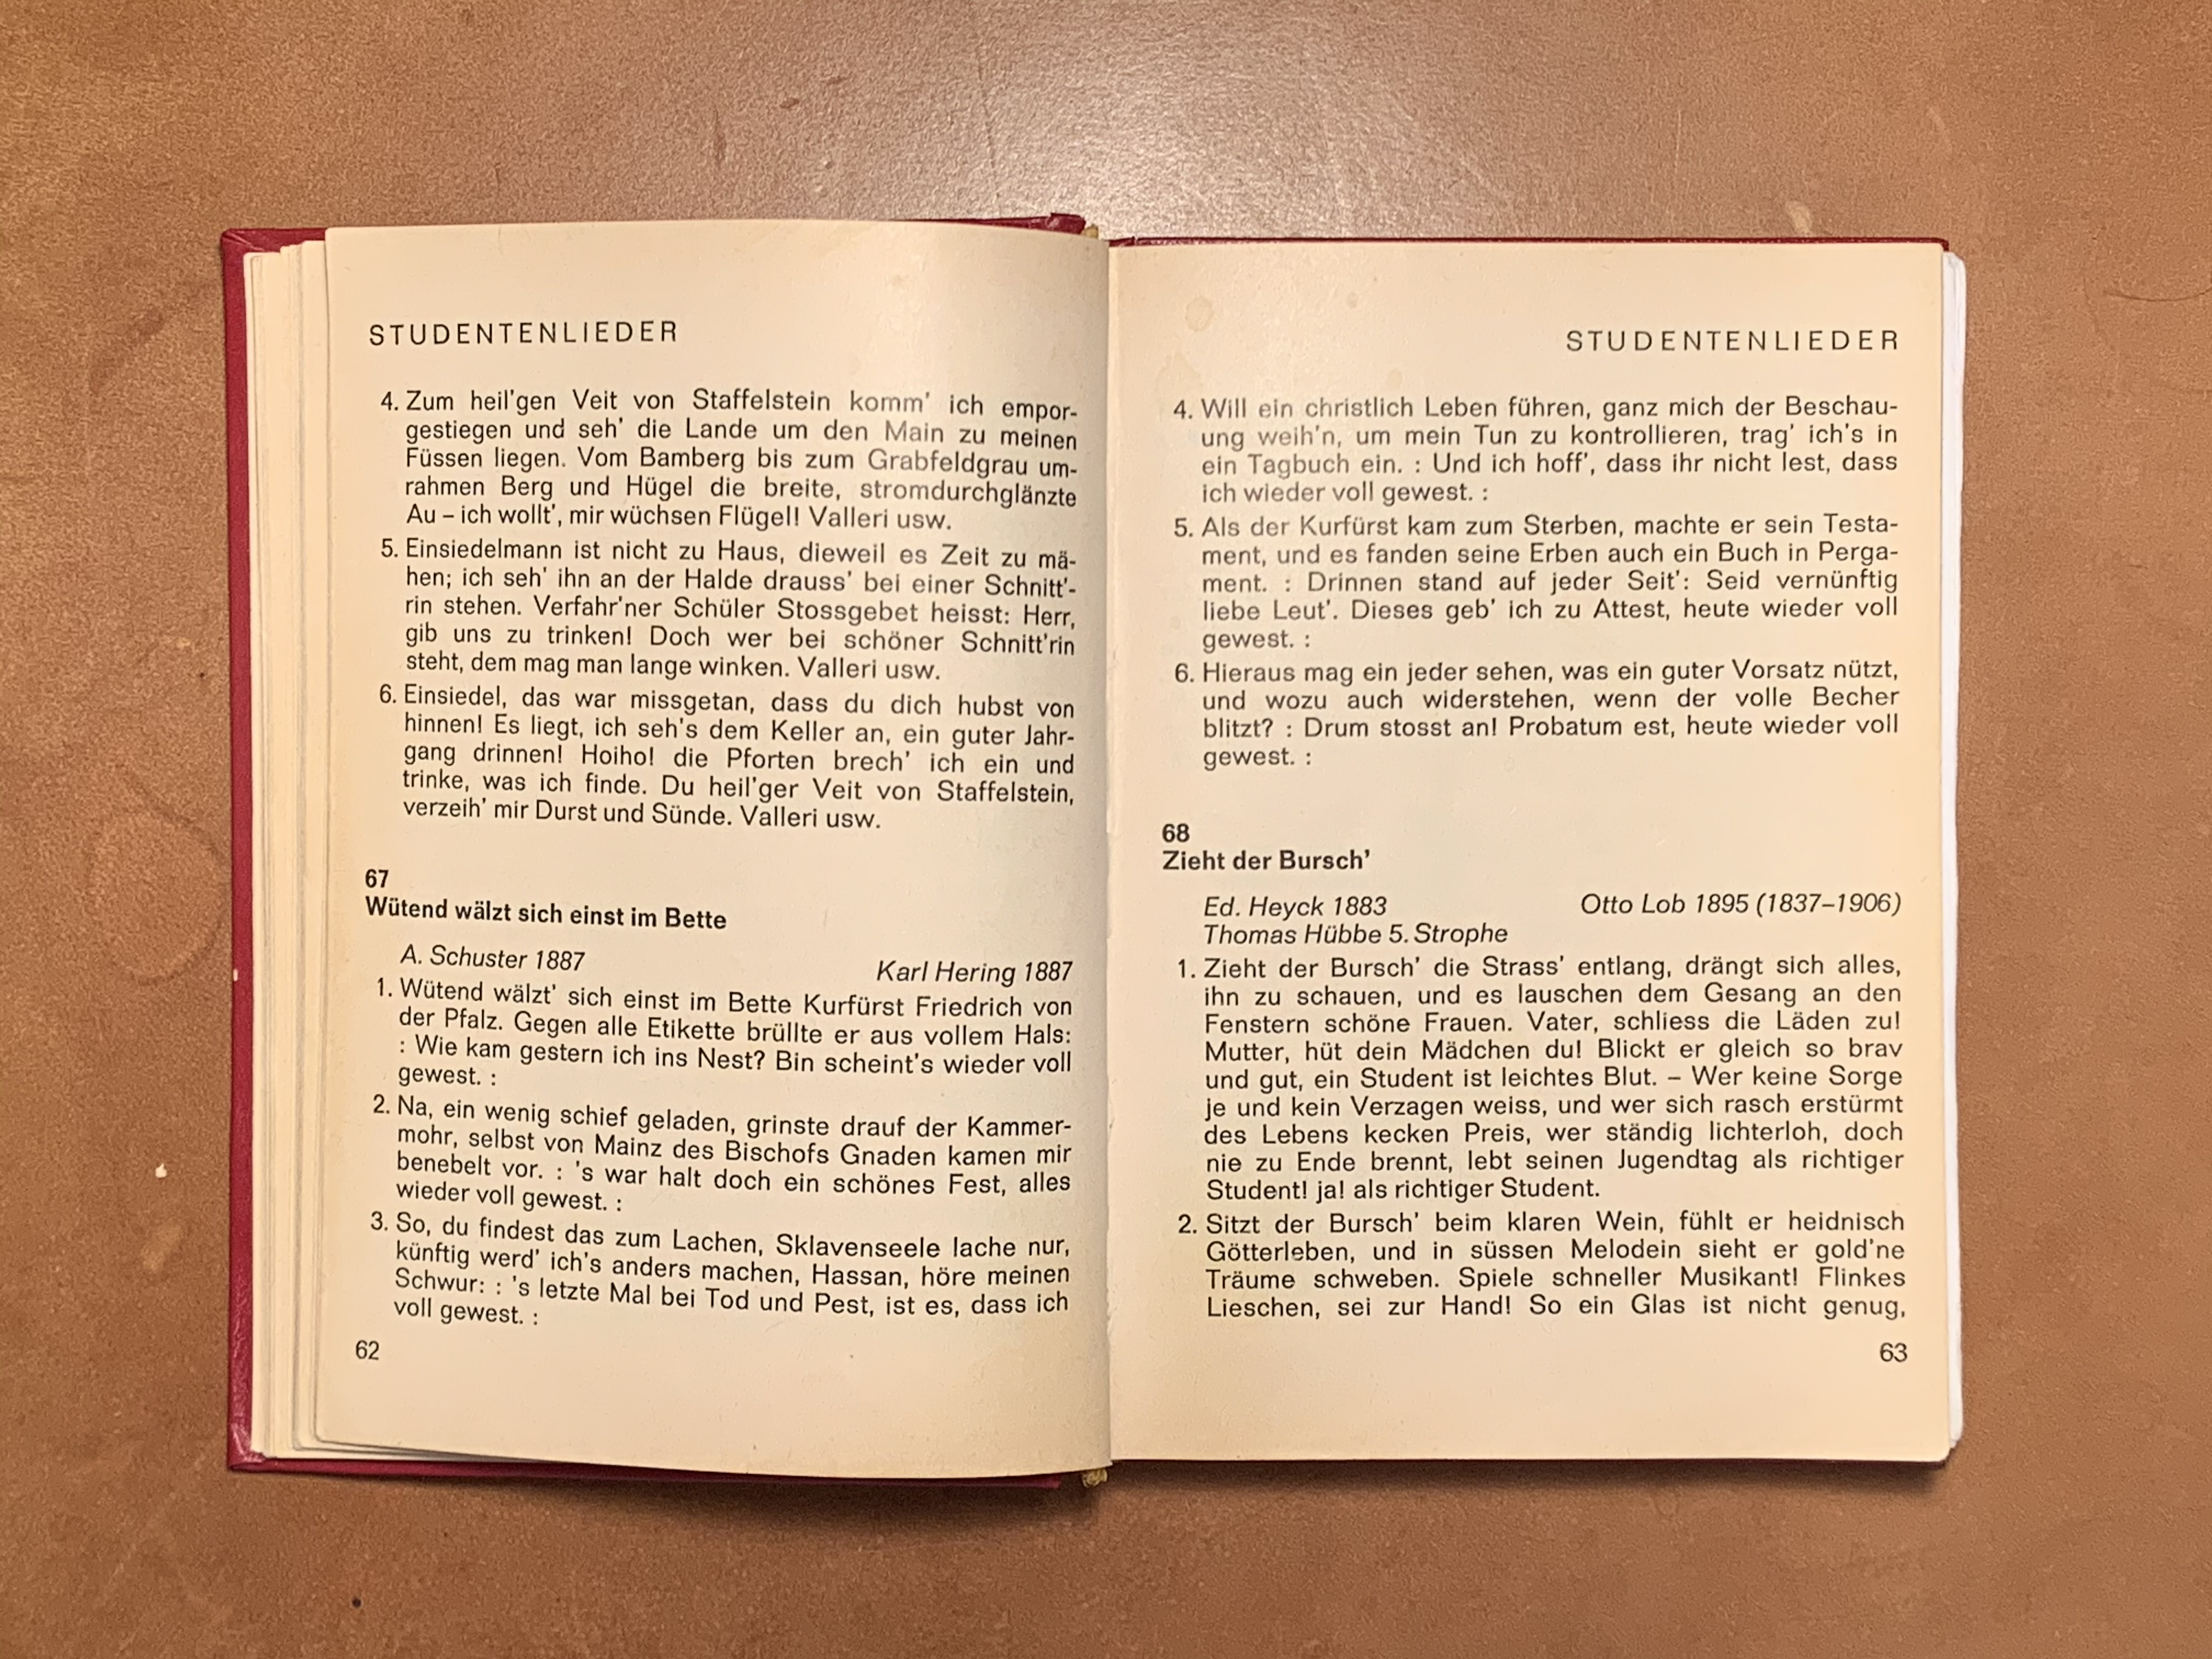 STUDENTENLIEDER
4. Zum heil'gen Veit von Staffelstein komm' ich empor-
gestiegen und seh' die Lande um den Main zu meinen
Füssen liegen. Vom Bamberg bis zum Grabfeldgrau um-
rahmen Berg und Hügel die breite, stromdurchglänzte
Au – ich wollt', mir wüchsen Flügel! Valleri usw.
5. Einsiedelmann ist nicht zu Haus, dieweil es Zeit zu mä-
hen; ich seh' ihn an der Halde drauss' bei einer Schnitt'-
rin stehen. Verfahr'ner Schüler Stossgebet heisst: Herr,
gib uns zu trinken! Doch wer bei schöner Schnitt'rin
steht, dem mag man lange winken. Valleri usw.
6. Einsiedel, das war missgetan, dass du dich hubst von
hinnen! Es liegt, ich seh's dem Keller an, ein guter Jahr-
gang drinnen! Hoiho! die Pforten brech' ich ein und
trinke, was ich finde. Du heil'ger Veit von Staffelstein,
verzeih' mir Durst und Sünde. Valleri usw.
67
Wütend wälzt sich einst im Bette
A. Schuster 1887 Karl Hering 1887
1. Wütend wälzt' sich einst im Bette Kurfürst Friedrich von
der Pfalz. Gegen alle Etikette brüllte er aus vollem Hals:
: Wie kam gestern ich ins Nest? Bin scheint's wieder voll
gewest. :
2. Na, ein wenig schief geladen, grinste drauf der Kammer-
mohr, selbst von Mainz des Bischofs Gnaden kamen mir
benebelt vor. : 's war halt doch ein schönes Fest, alles
wieder voll gewest. :
3. So, du findest das zum Lachen, Sklavenseele lache nur,
künftig werd' ich's anders machen, Hassan, höre meinen
Schwur: : 's letzte Mal bei Tod und Pest, ist es, dass ich
voll gewest. :
62
STUDENTENLIEDER
4. Will ein christlich Leben führen, ganz mich der Beschau-
ung weih'n, um mein Tun zu kontrollieren, trag' ich's in
ein Tagbuch ein. : Und ich hoff', dass ihr nicht lest, dass
ich wieder voll gewest. :
5. Als der Kurfürst kam zum Sterben, machte er sein Testa-
ment, und es fanden seine Erben auch ein Buch in Perga-
ment. : Drinnen stand auf jeder Seit': Seid vernünftig
liebe Leut'. Dieses geb' ich zu Attest, heute wieder voll
gewest. :
6. Hieraus mag ein jeder sehen, was ein guter Vorsatz nützt,
und wozu auch widerstehen, wenn der volle Becher
blitzt? : Drum stosst an! Probatum est, heute wieder voll
gewest. :
68
Zieht der Bursch'
Ed. Heyck 1883 Otto Lob 1895 (1837–1906)
Thomas Hübbe 5. Strophe
1. Zieht der Bursch' die Strass' entlang, drängt sich alles,
ihn zu schauen, und es lauschen dem Gesang an den
Fenstern schöne Frauen. Vater, schliess die Läden zu!
Mutter, hüt dein Mädchen du! Blickt er gleich so brav
und gut, ein Student ist leichtes Blut. – Wer keine Sorge
je und kein Verzagen weiss, und wer sich rasch erstürmt
des Lebens kecken Preis, wer ständig lichterloh, doch
nie zu Ende brennt, lebt seinen Jugendtag als richtiger
Student! ja! als richtiger Student.
2. Sitzt der Bursch' beim klaren Wein, fühlt er heidnisch
Götterleben, und in süssen Melodein sieht er gold'ne
Träume schweben. Spiele schneller Musikant! Flinkes
Lieschen, sei zur Hand! So ein Glas ist nicht genug,
63